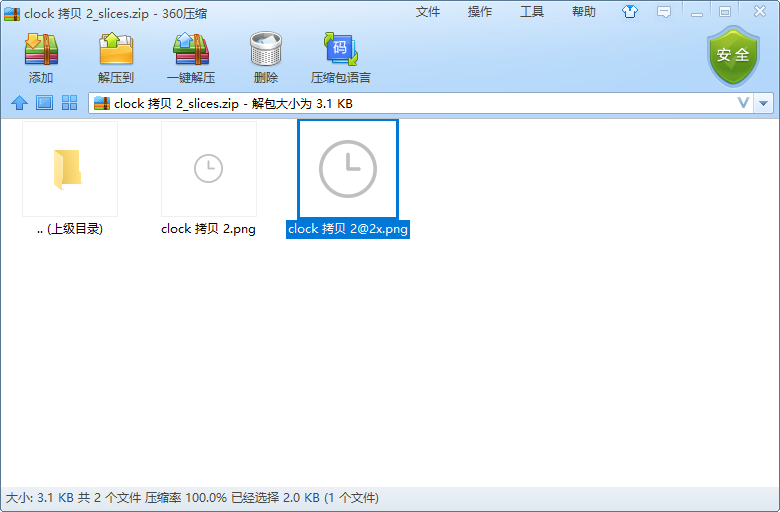 clock 拷贝 2_slices.zip - 360压缩
文件 操作 工具 帮助
添加 解压到 一键解压 删除 码 压缩包语言 安全
clock 拷贝 2_slices.zip - 解包大小为 3.1 KB
.. (上级目录) clock 拷贝 2.png clock 拷贝 2@2x.png
大小: 3.1 KB 共 2 个文件 压缩率 100.0% 已经选择 2.0 KB (1 个文件)